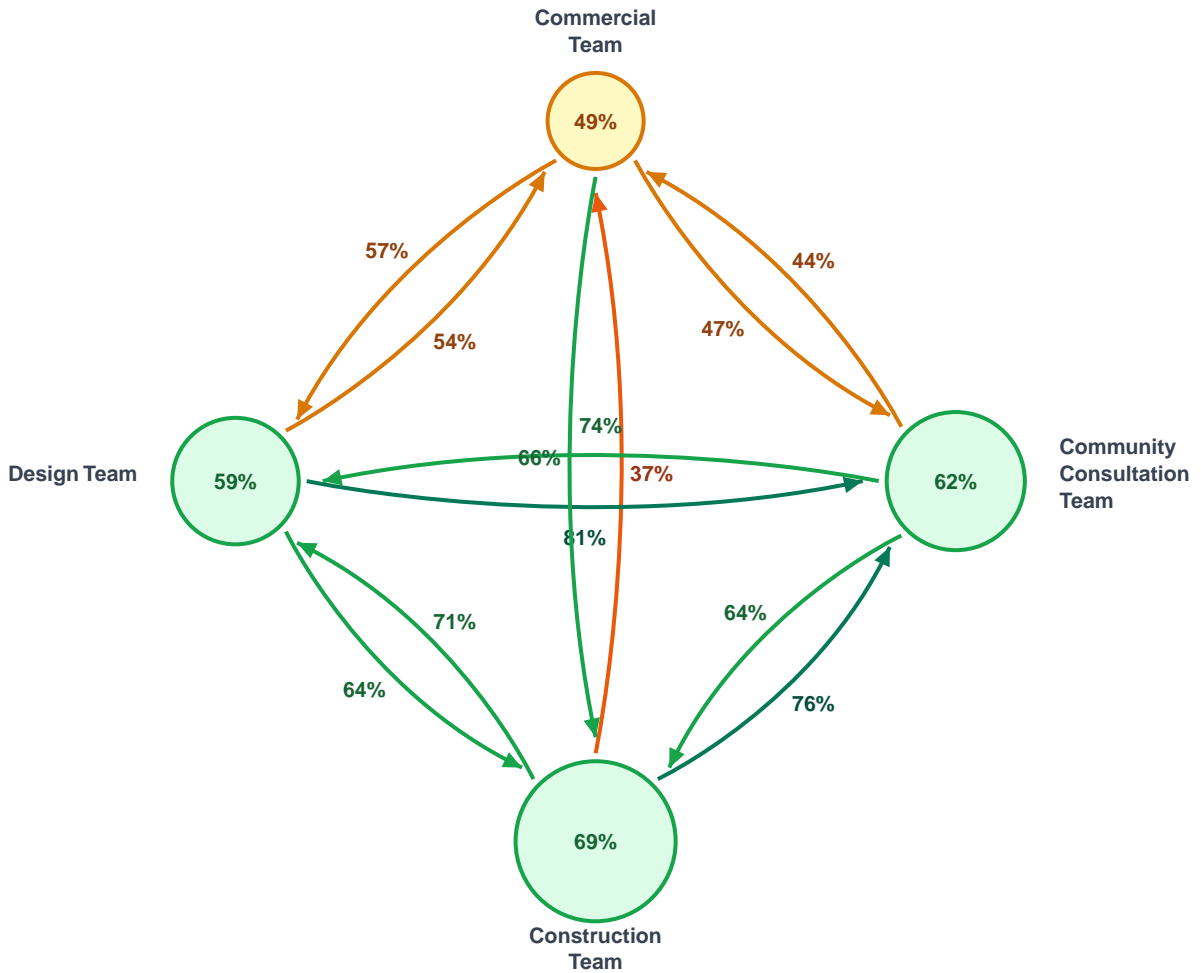 Commercial
Team
49%
57%
44%
54%
47%
74%
66%
37%
Design Team
59%
62%
Community
Consultation
Team
81%
71%
64%
64%
76%
69%
Construction
Team